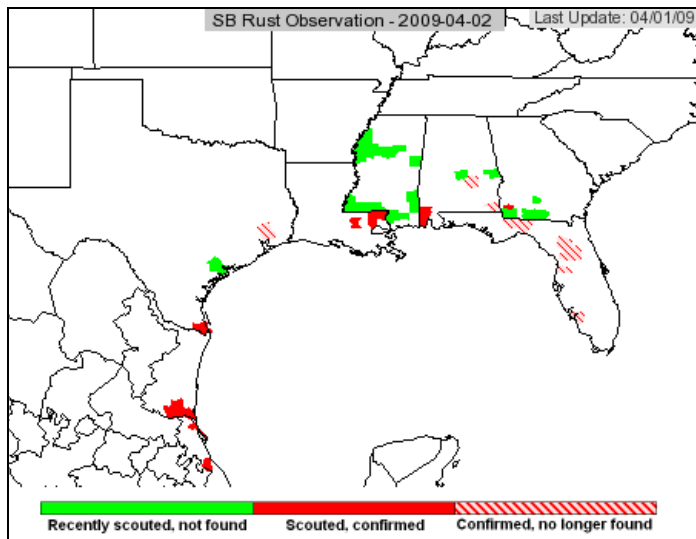 SB Rust Observation - 2009-04-02
Last Update: 04/01/09
Recently scouted, not found
Scouted, confirmed
Confirmed, no longer found